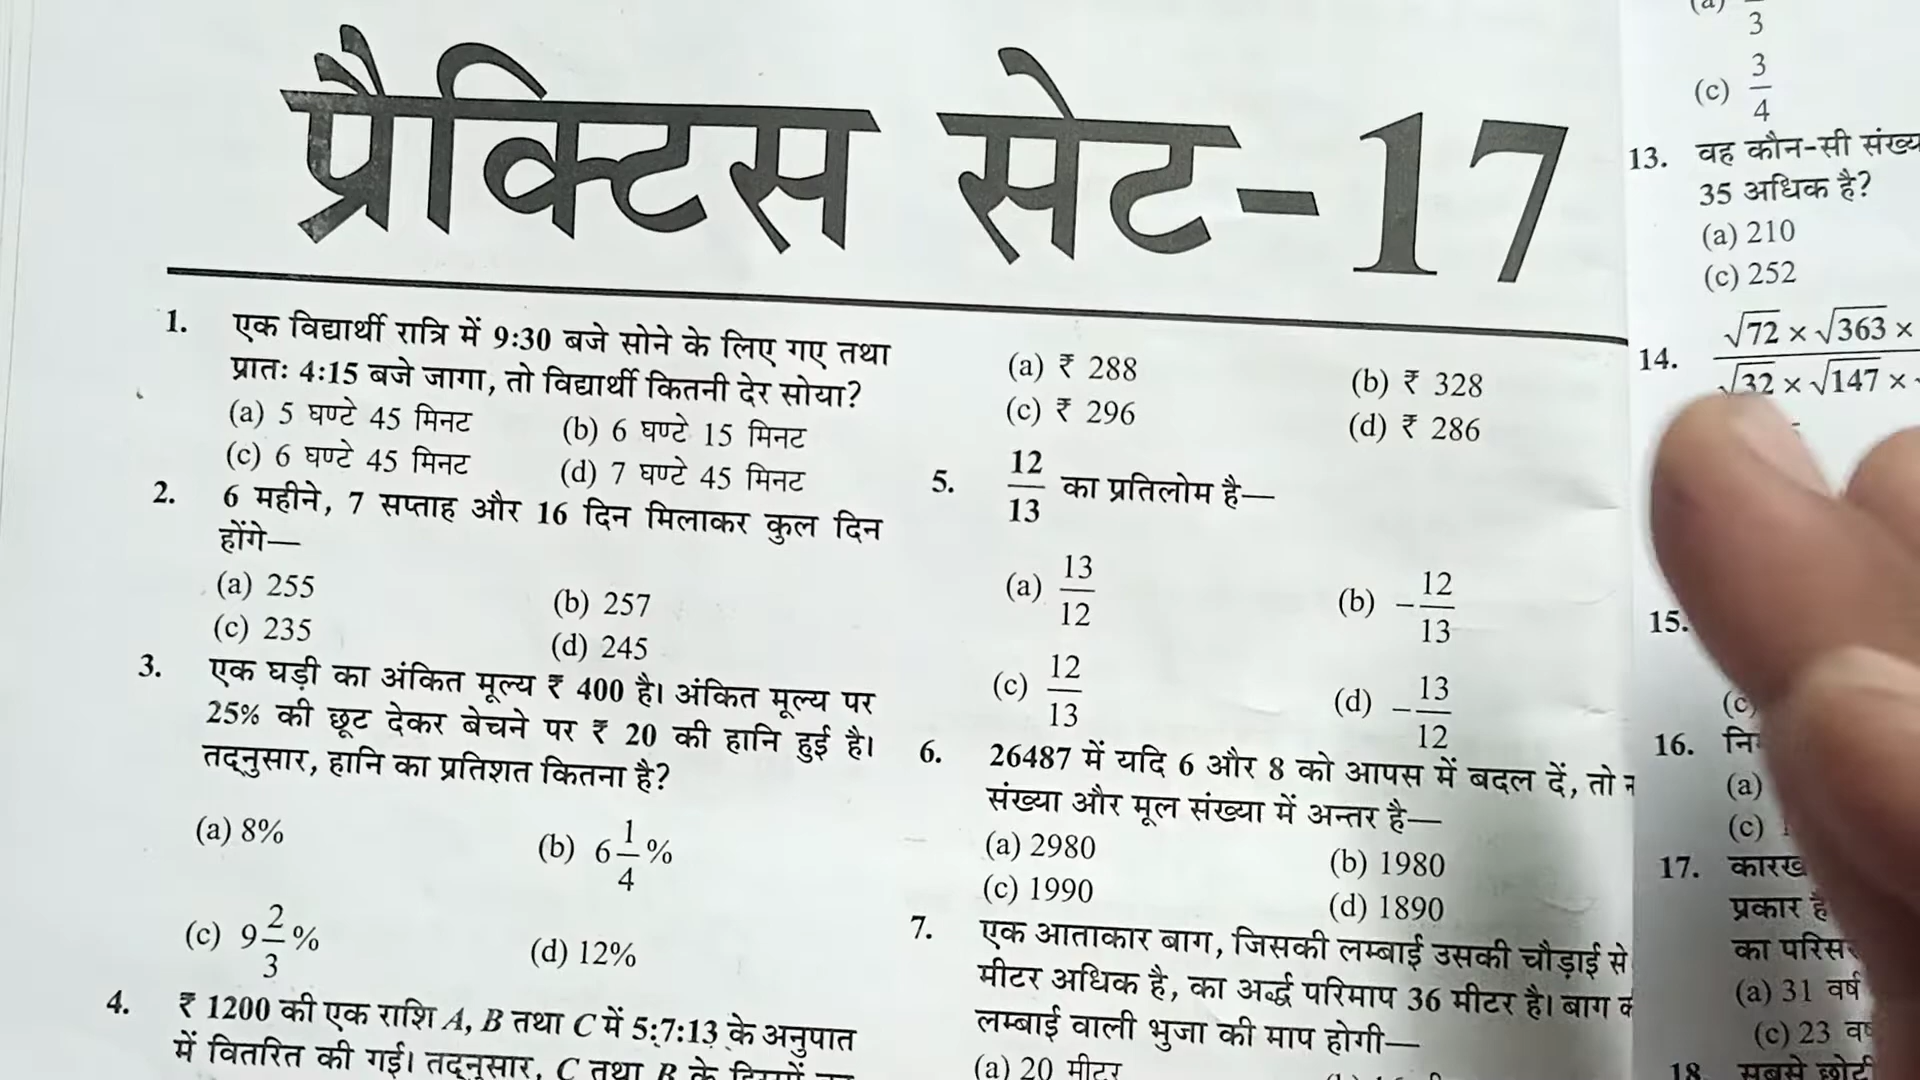 प्रैक्टिस सेट-17
1. एक विद्यार्थी रात्रि में 9:30 बजे सोने के लिए गए तथा
प्रातः 4:15 बजे जागा, तो विद्यार्थी कितनी देर सोया?
(a) 5 घण्टे 45 मिनट (b) 6 घण्टे 15 मिनट
(c) 6 घण्टे 45 मिनट (d) 7 घण्टे 45 मिनट
2. 6 महीने, 7 सप्ताह और 16 दिन मिलाकर कुल दिन
होंगे—
(a) 255 (b) 257
(c) 235 (d) 245
3. एक घड़ी का अंकित मूल्य ₹ 400 है। अंकित मूल्य पर
25% की छूट देकर बेचने पर ₹ 20 की हानि हुई है।
तद्नुसार, हानि का प्रतिशत कितना है?
(a) 8% (b) 6 1/4 %
(c) 9 2/3 % (d) 12%
4. ₹ 1200 की एक राशि A, B तथा C में 5:7:13 के अनुपात
में वितरित की गई। तद्नुसार, C तथा B के
(a) ₹ 288 (b) ₹ 328
(c) ₹ 296 (d) ₹ 286
5. 12/13 का प्रतिलोम है—
(a) 13/12 (b) -12/13
(c) 12/13 (d) -13/12
6. 26487 में यदि 6 और 8 को आपस में बदल दें, तो
संख्या और मूल संख्या में अन्तर है—
(a) 2980 (b) 1980
(c) 1990 (d) 1890
7. एक आताकार बाग, जिसकी लम्बाई उसकी चौड़ाई से
मीटर अधिक है, का अर्द्ध परिमाप 36 मीटर है। बाग
लम्बाई वाली भुजा की माप होगी—
(a) 20 मीटर
(a) 3
(c) 3/4
13. वह कौन-सी
35 अधिक है?
(a) 210
(c) 252
14. √72 × √363 ×
√32 × √147 ×
15.
(c)
16.
(a)
(c)
17.
प्रकार है
का
(a) 31 वर्ष
(c) 23
18. सबसे